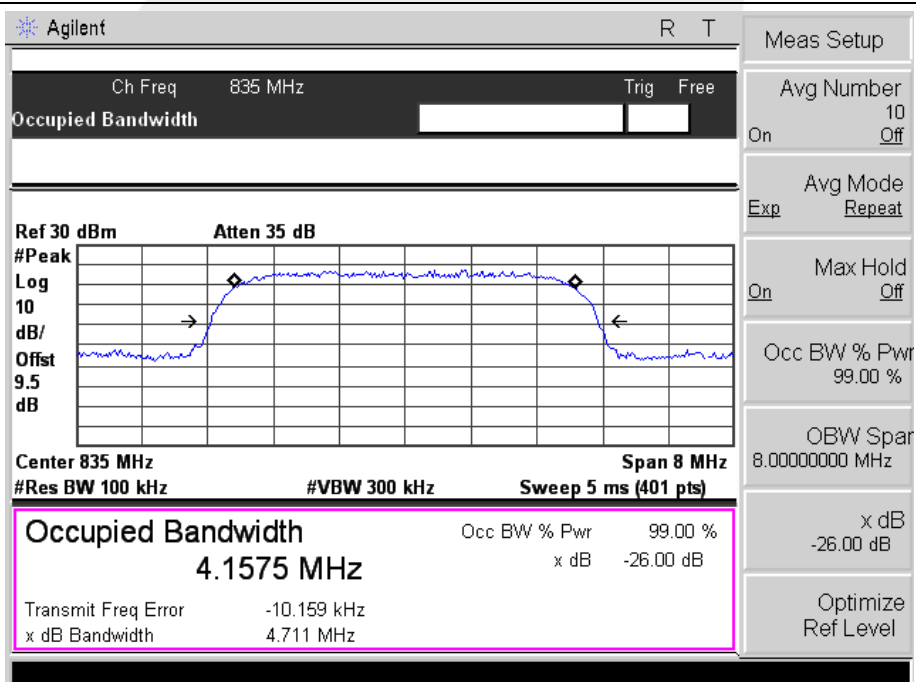 Agilent R T
Ch Freq 835 MHz Trig Free
Occupied Bandwidth
Ref 30 dBm Atten 35 dB
#Peak
Log
10
dB/
Offst
9.5
dB
Center 835 MHz Span 8 MHz
#Res BW 100 kHz #VBW 300 kHz Sweep 5 ms (401 pts)
Occupied Bandwidth
4.1575 MHz
Occ BW % Pwr 99.00 %
x dB -26.00 dB
Transmit Freq Error -10.159 kHz
x dB Bandwidth 4.711 MHz
Meas Setup
Avg Number
10
On Off
Avg Mode
Exp Repeat
Max Hold
On Off
Occ BW % Pwr
99.00 %
OBW Span
8.00000000 MHz
x dB
-26.00 dB
Optimize
Ref Level